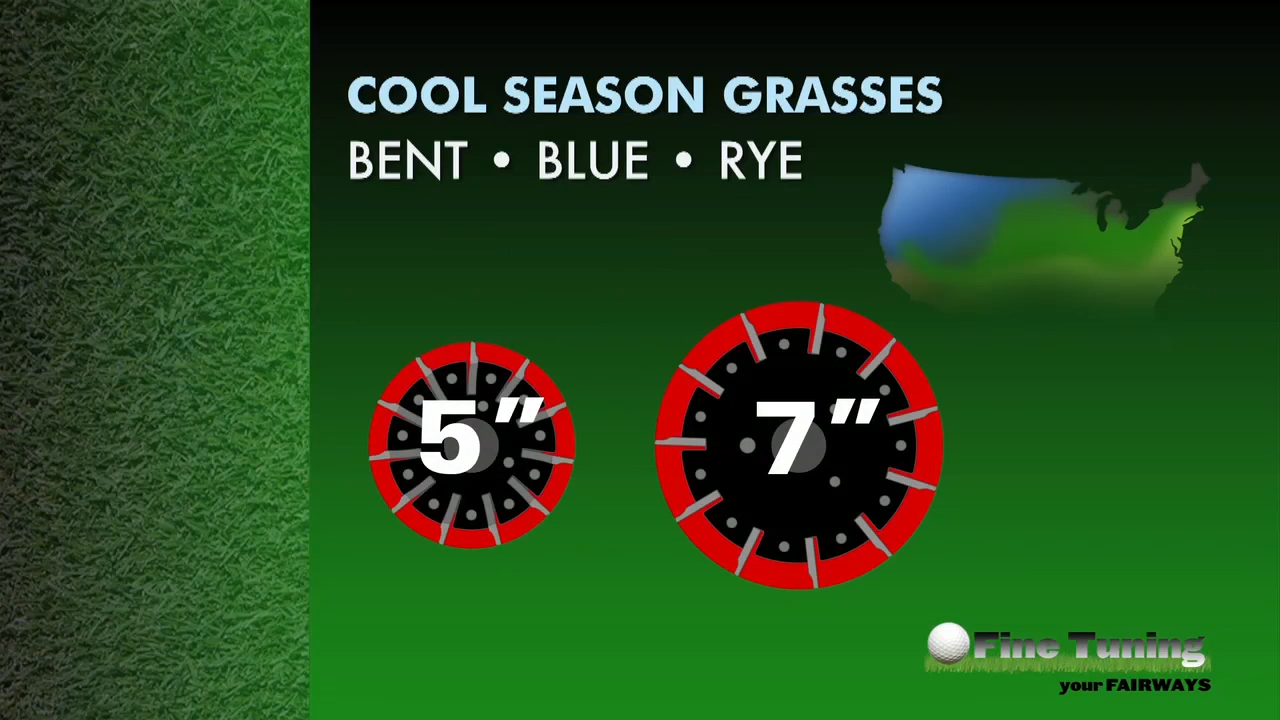 COOL SEASON GRASSES
BENT • BLUE • RYE
5"
7"
Fine Tuning
your FAIRWAYS